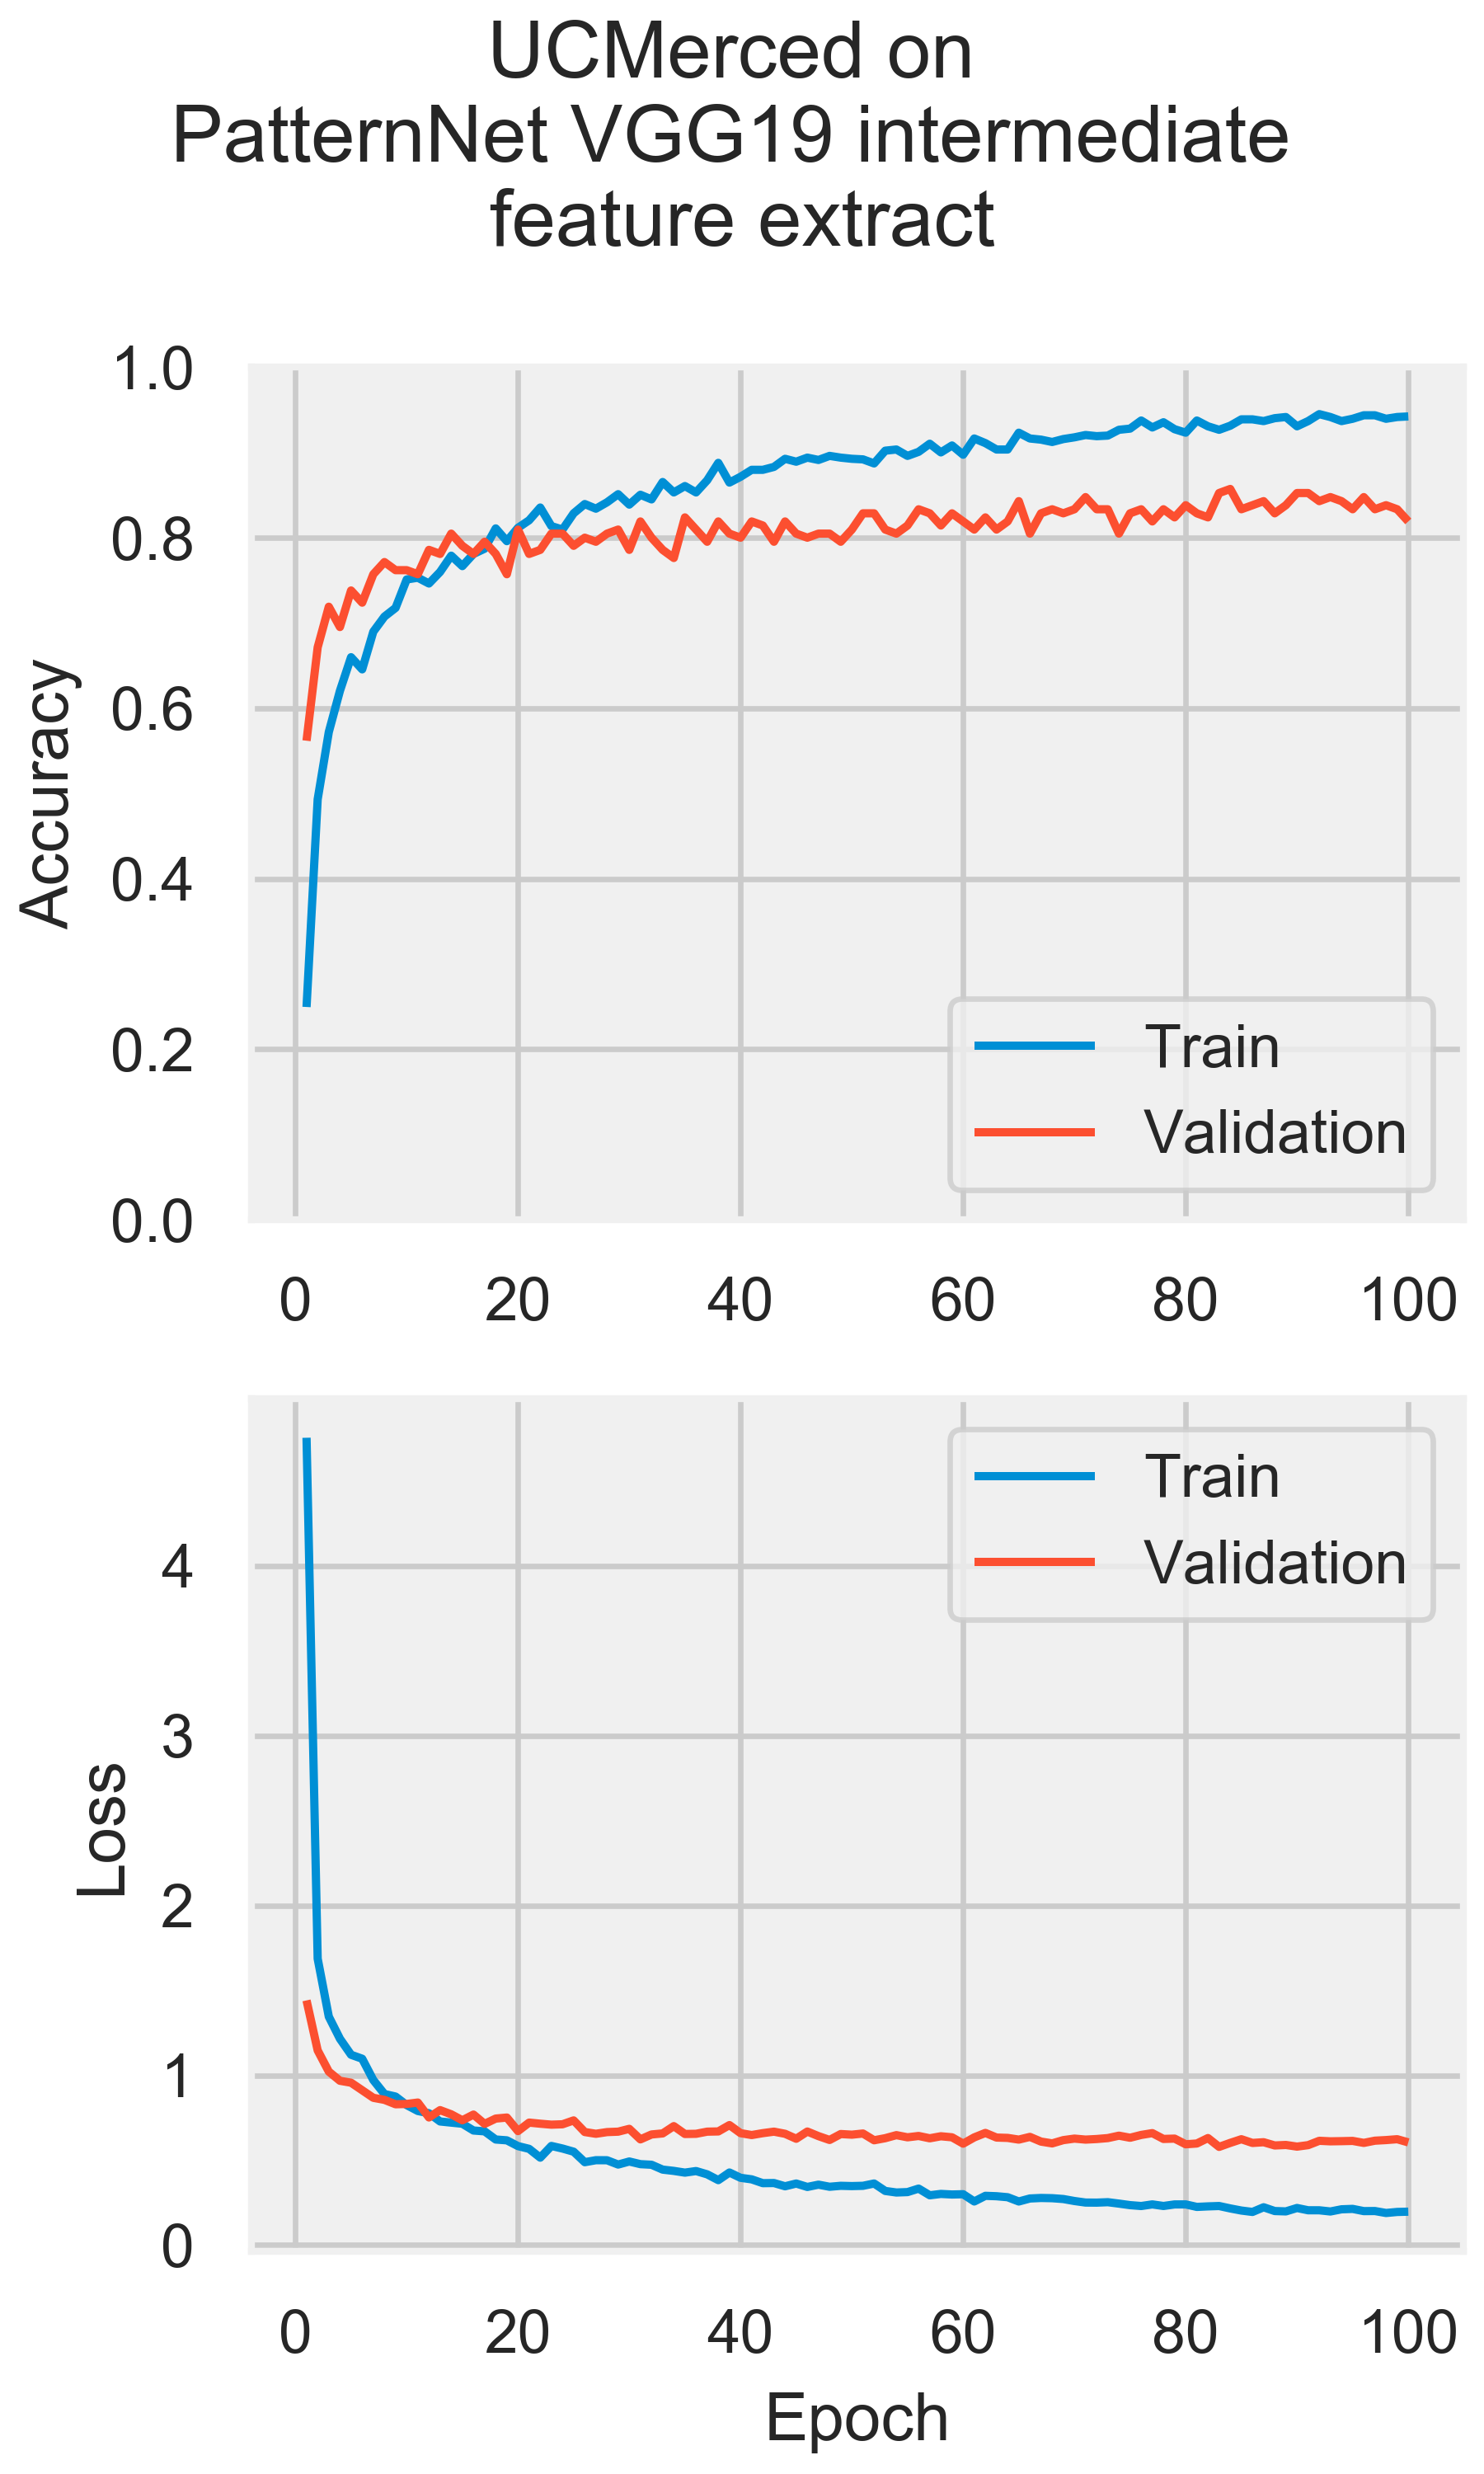 UCMerced on
PatternNet VGG19 intermediate
feature extract
1.0
0.8
0.6
0.4
0.2
0.0
Accuracy
Train
Validation
0 20 40 60 80 100
Train
Validation
4
3
2
1
0
Loss
0 20 40 60 80 100
Epoch